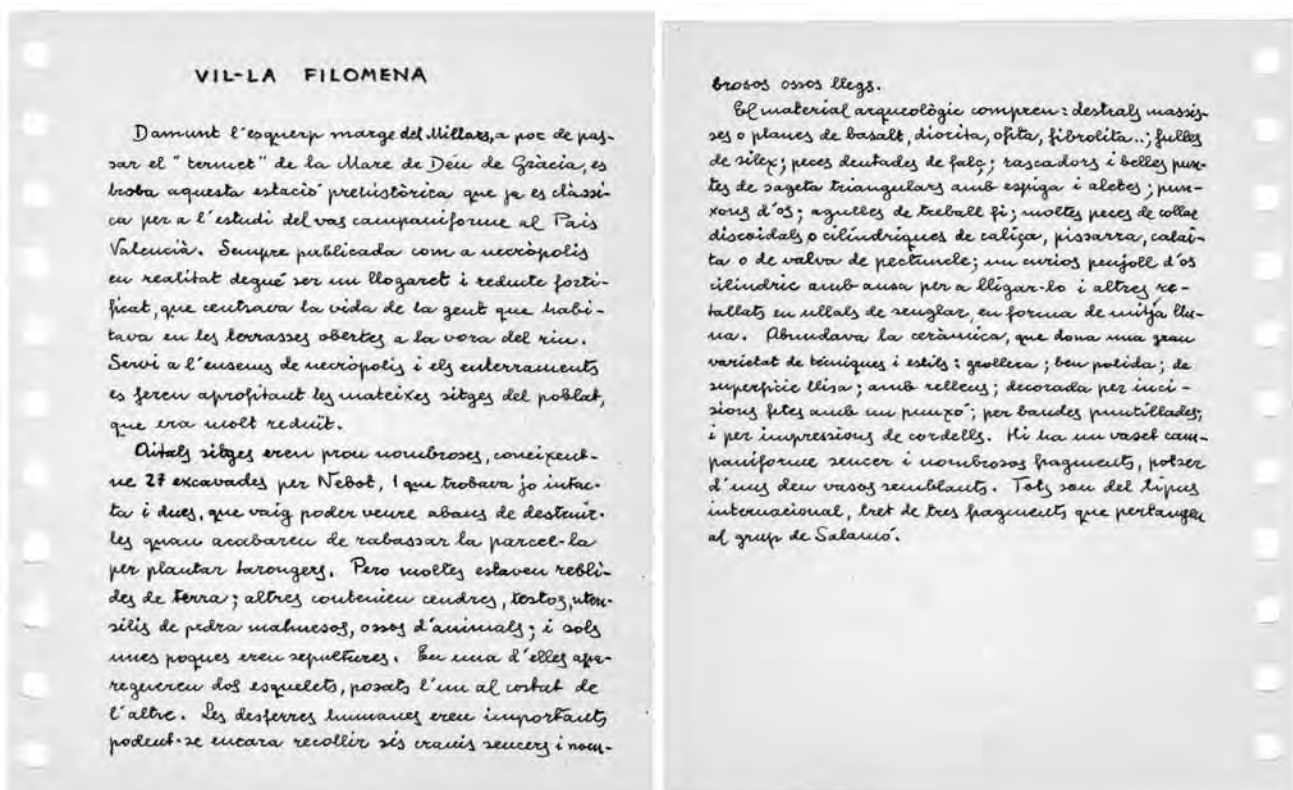 VIL-LA FILOMENA
Damunt l'esquerp marge del Millars, a poc de pas-
sar el "termet" de la Mare de Déu de Gràcia, es
troba aquesta estació prehistòrica que ja es clàssi-
ca per a l'estudi del vas campaniforme al Pais
Valencià. Sempre publicada com a necròpolis
en realitat degué ser un llogaret i reducte forti-
ficat, que centrava la vida de la gent que habi-
tava en les terrasses obertes a la vora del riu.
Servi a l'ensems de necròpolis i els enterraments
es feren aprofitant les mateixes sitges del poblat,
que era molt reduït.
Aitals sitges eren prou nombroses, coneixent-
ne 27 excavades per Nebot, 1 que trobava jo intac-
ta i dues, que vaig poder veure abans de destruir-
les quan acabaren de rabassar la parcel-la
per plantar tarongers. Pero moltes estaven rebli-
des de terra; altres contenien cendres, testos, uten-
silis de pedra malmesos, ossos d'animals; i sols
unes poques eren sepultures. En una d'elles apa-
regueren dos esquelets, posats l'un al costat de
l'altre. Les desferres humanes eren importants
podent-se encara recollir sis cranis sencers i nom-
brosos ossos llegs.
El material arqueològic compren: destrals massis-
ses o planes de basalt, diorita, ofita, fibrolita..; fulles
de silex; peces dentades de falç; rascadors i belles pun-
tes de sageta triangulars amb espiga i aletes; pun-
xons d'os; agulles de treball fi; moltes peces de collar
discoidals o cilíndriques de caliça, pissarra, calai-
ta o de valva de pectuncle; un curios penjoll d'os
cilindric amb ansa per a lligar-lo i altres re-
tallats en ullals de senglar, en forma de mitjà llu-
na. Abundava la ceràmica, que dona una gran
varietat de tècniques i estils: grollera; ben polida; de
superfície llisa; amb relleus; decorada per inci-
sions fetes amb un punxó; per bandes puntillades;
i per impressions de cordells. Hi ha un vaset cam-
paniforme sencer i nombrosos fragments, potser
d'uns deu vasos semblants. Tots son del tipus
internacional, tret de tres fragments que pertanyen
al grup de Salamó.